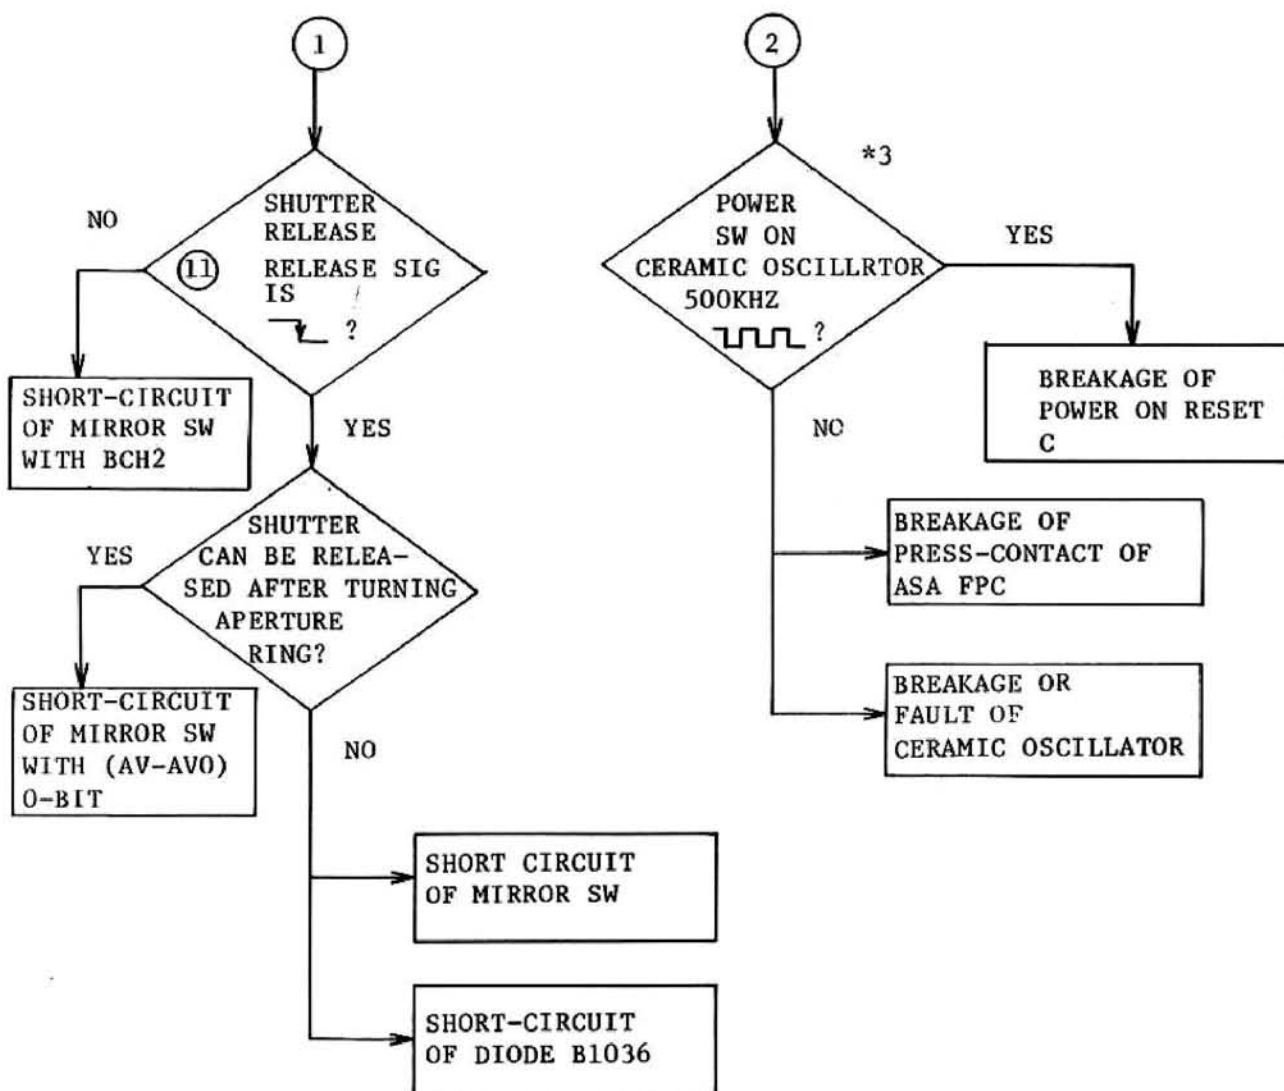 1
SHUTTER
RELEASE
11
RELEASE SIG
IS
?
NO
SHORT-CIRCUIT
OF MIRROR SW
WITH BCH2
YES
SHUTTER
CAN BE RELEA-
SED AFTER TURNING
APERTURE
RING?
YES
SHORT-CIRCUIT
OF MIRROR SW
WITH (AV-AVO)
O-BIT
NO
SHORT CIRCUIT
OF MIRROR SW
SHORT-CIRCUIT
OF DIODE B1036
2
*3
POWER
SW ON
CERAMIC OSCILLRTOR
500KHZ
?
YES
BREAKAGE OF
POWER ON RESET
C
NO
BREAKAGE OF
PRESS-CONTACT OF
ASA FPC
BREAKAGE OR
FAULT OF
CERAMIC OSCILLATOR